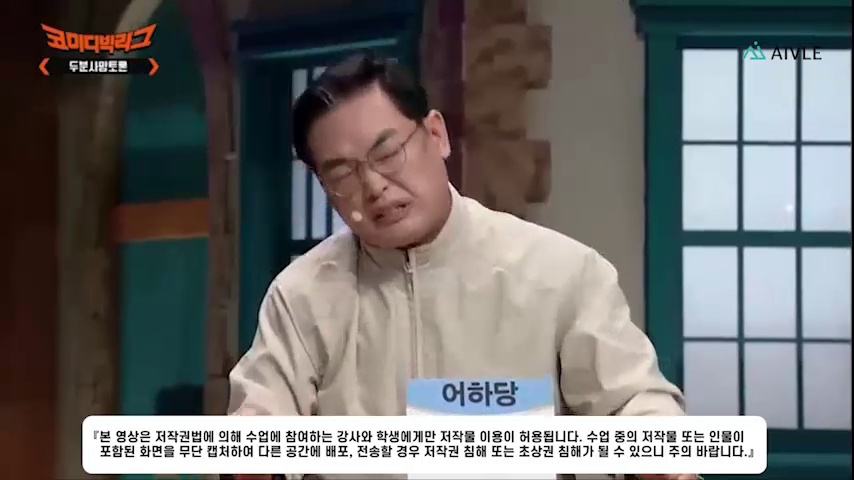 코미디빅리그
두분사망토론
AIVLE
어하당
『본 영상은 저작권법에 의해 수업에 참여하는 강사와 학생에게만 저작물 이용이 허용됩니다. 수업 중의 저작물 또는 인물이
포함된 화면을 무단 캡처하여 다른 공간에 배포, 전송할 경우 저작권 침해 또는 초상권 침해가 될 수 있으니 주의 바랍니다.』